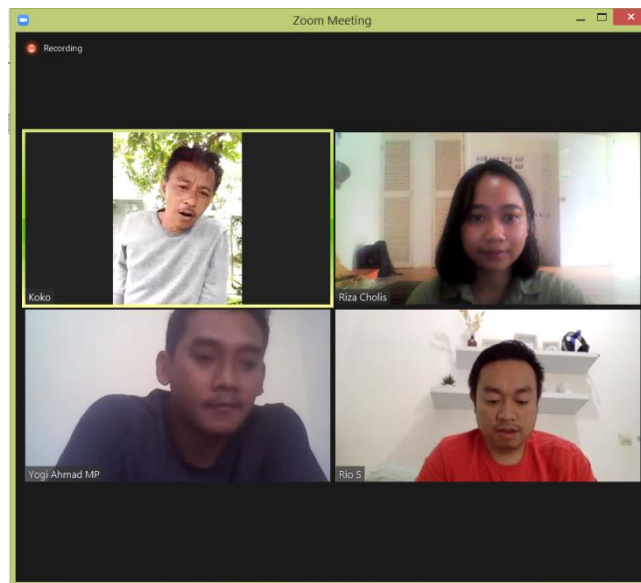 Zoom Meeting
Recording
Koko
Riza Cholis
Yogi Ahmad MP
Rio S